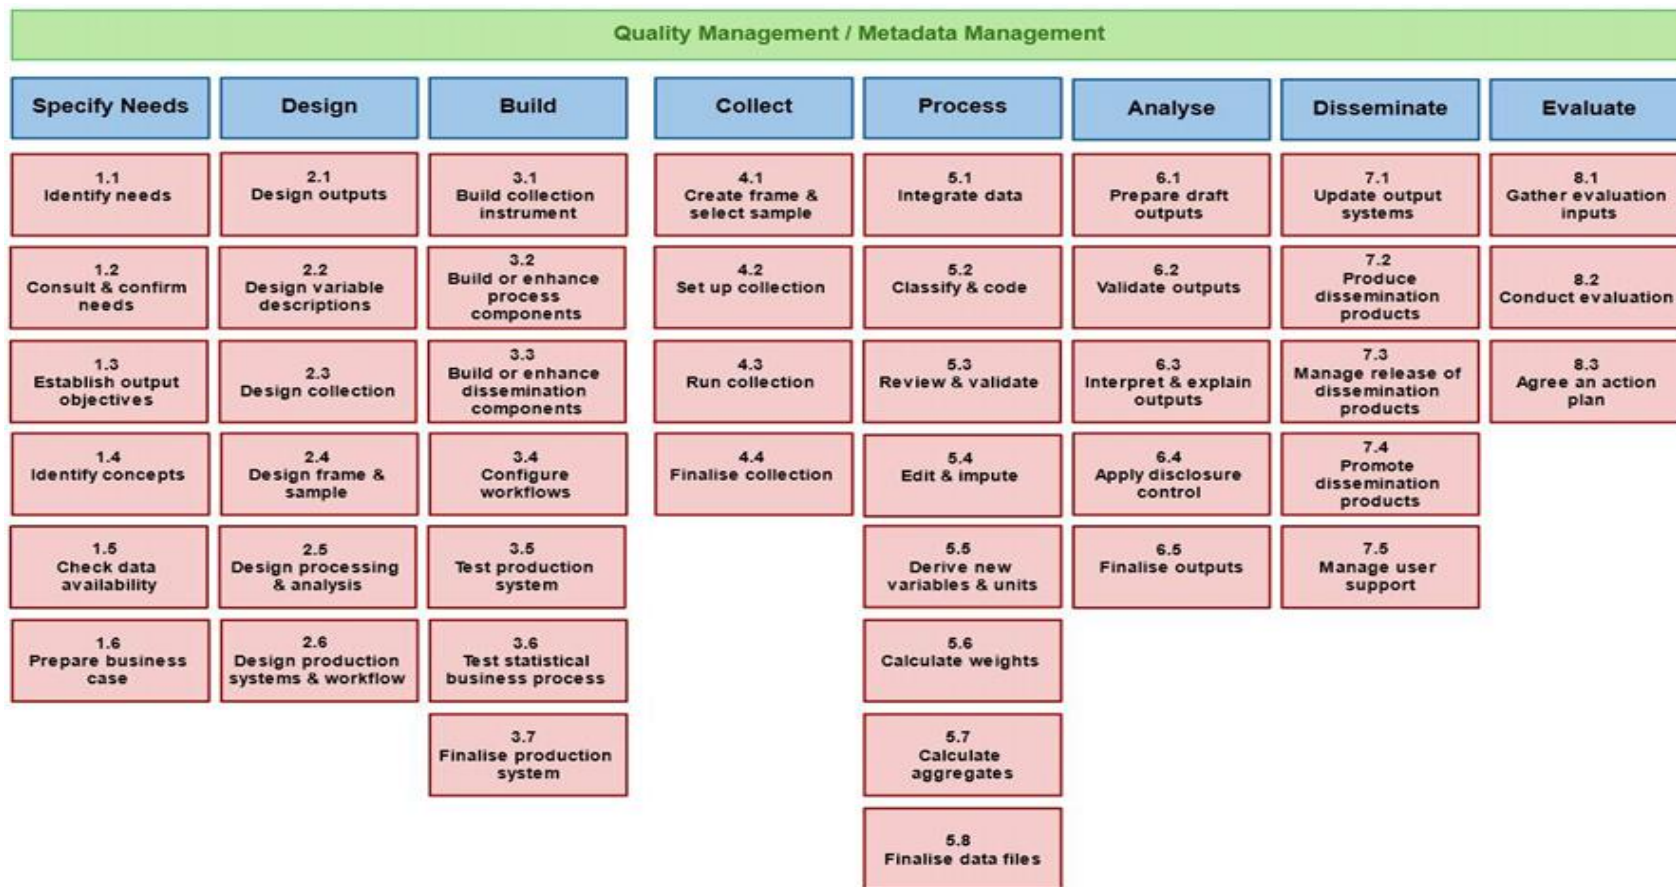 Quality Management / Metadata Management
Specify Needs
Design
Build
Collect
Process
Analyse
Disseminate
Evaluate
1.1
Identify needs
1.2
Consult & confirm
needs
1.3
Establish output
objectives
1.4
Identify concepts
1.5
Check data
availability
1.6
Prepare business
case
2.1
Design outputs
2.2
Design variable
descriptions
2.3
Design collection
2.4
Design frame &
sample
2.5
Design processing
& analysis
2.6
Design production
systems & workflow
3.1
Build collection
instrument
3.2
Build or enhance
process
components
3.3
Build or enhance
dissemination
components
3.4
Configure
workflows
3.5
Test production
system
3.6
Test statistical
business process
3.7
Finalise production
system
4.1
Create frame &
select sample
4.2
Set up collection
4.3
Run collection
4.4
Finalise collection
5.1
Integrate data
5.2
Classify & code
5.3
Review & validate
5.4
Edit & impute
5.5
Derive new
variables & units
5.6
Calculate weights
5.7
Calculate
aggregates
5.8
Finalise data files
6.1
Prepare draft
outputs
6.2
Validate outputs
6.3
Interpret & explain
outputs
6.4
Apply disclosure
control
6.5
Finalise outputs
7.1
Update output
systems
7.2
Produce
dissemination
products
7.3
Manage release of
dissemination
products
7.4
Promote
dissemination
products
7.5
Manage user
support
8.1
Gather evaluation
inputs
8.2
Conduct evaluation
8.3
Agree an action
plan